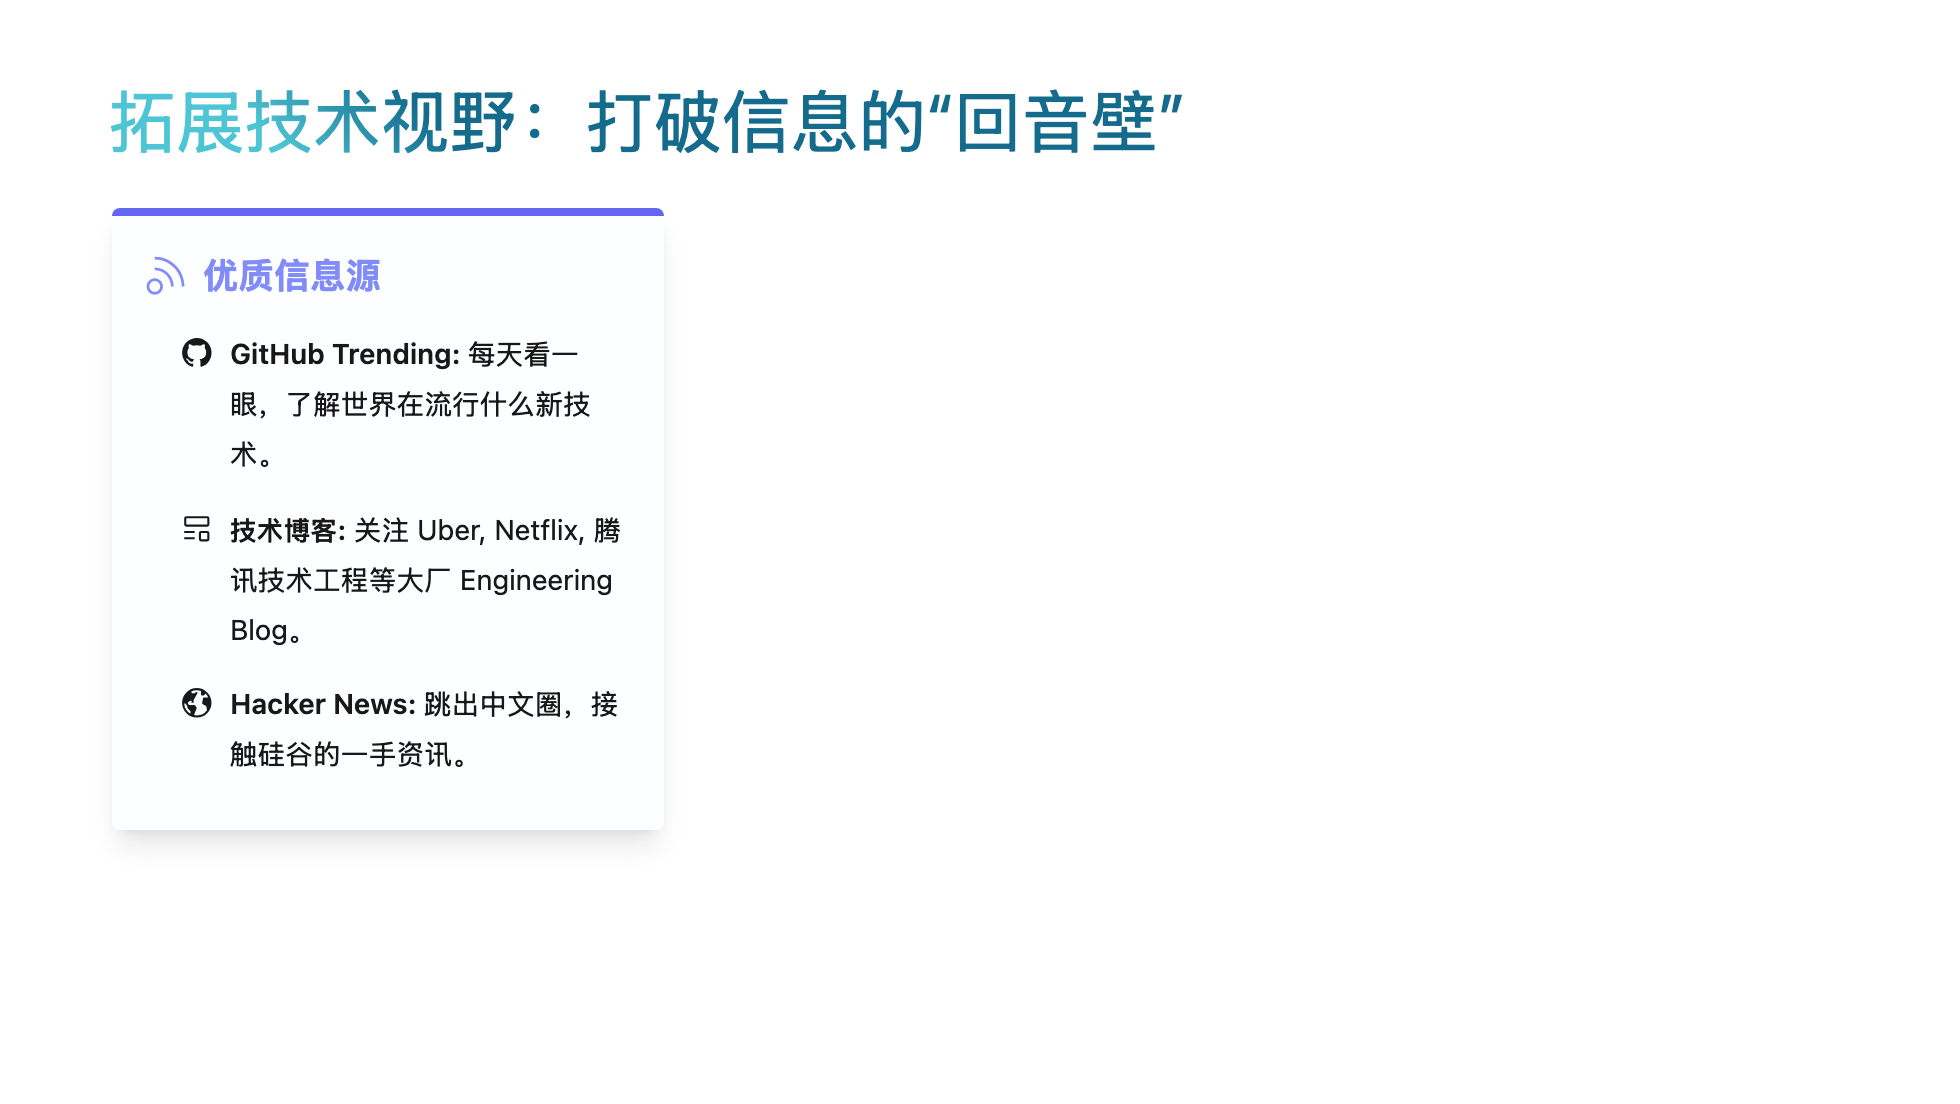 拓展技术视野：打破信息的“回音壁”
优质信息源
GitHub Trending: 每天看一
眼，了解世界在流行什么新技
术。
技术博客: 关注 Uber, Netflix, 腾
讯技术工程等大厂 Engineering
Blog。
Hacker News: 跳出中文圈，接
触硅谷的一手资讯。